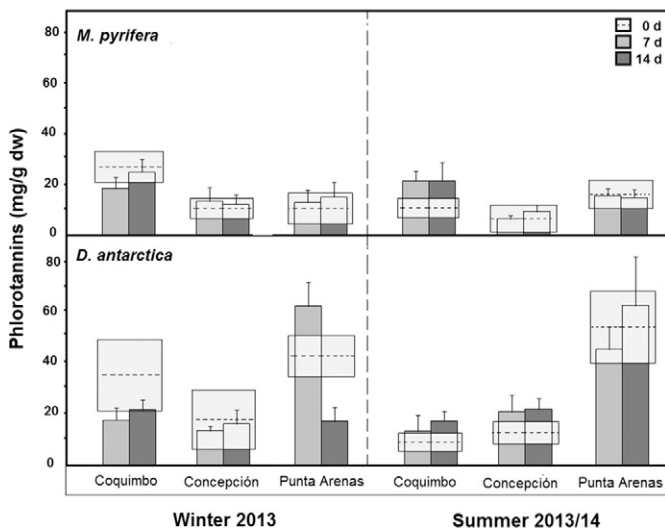 80
60
40
20
0
M. pyrifera
0 d
7 d
14 d
Phlorotannins (mg/g dw)
60
40
20
0
D. antarctica
Coquimbo
Concepción
Punta Arenas
Coquimbo
Concepción
Punta Arenas
Winter 2013
Summer 2013/14